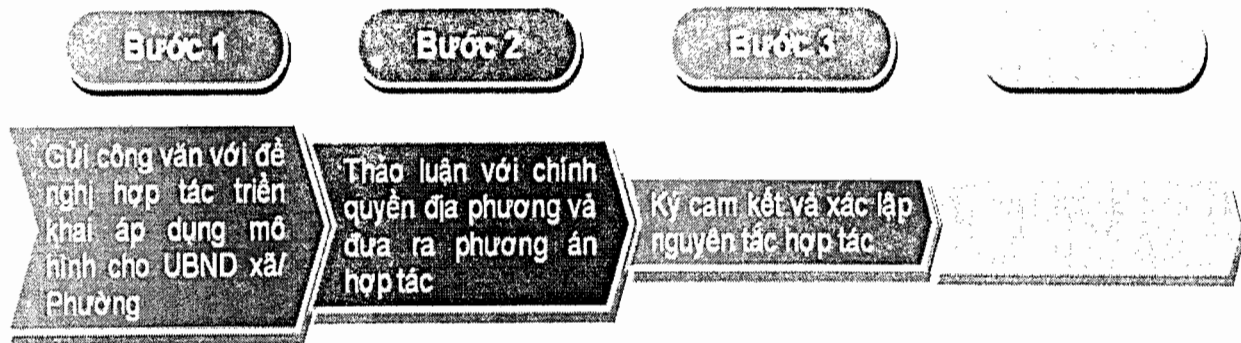 Bước 1
Bước 2
Bước 3
Gửi công văn với đề
nghị hợp tác triển
khai áp dụng mô
hình cho UBND xã/
Phường
Thảo luận với chính
quyền địa phương và
đưa ra phương án
hợp tác
Ký cam kết và xác lập
nguyên tắc hợp tác